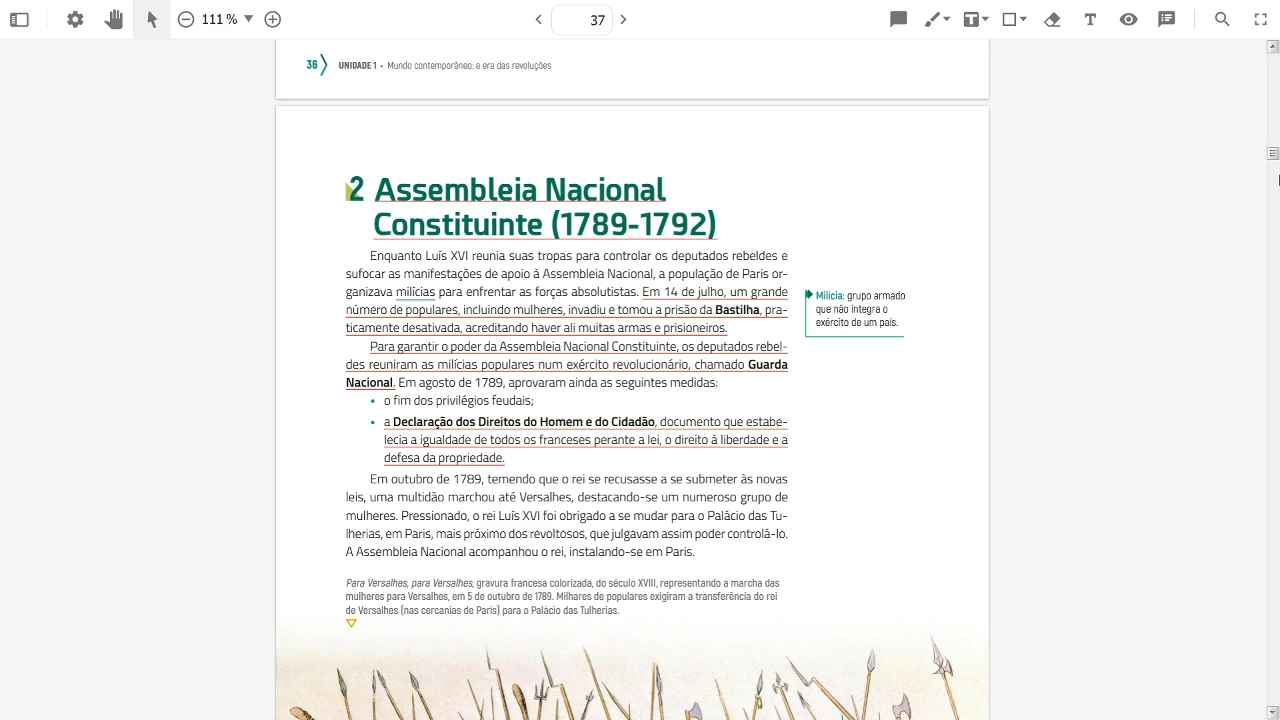 111 %
37
36 UNIDADE 1 • Mundo contemporâneo: a era das revoluções
2 Assembleia Nacional
Constituinte (1789-1792)
Enquanto Luís XVI reunia suas tropas para controlar os deputados rebeldes e
sufocar as manifestações de apoio à Assembleia Nacional, a população de Paris or-
ganizava milícias para enfrentar as forças absolutistas. Em 14 de julho, um grande
número de populares, incluindo mulheres, invadiu e tomou a prisão da Bastilha, pra-
ticamente desativada, acreditando haver ali muitas armas e prisioneiros.
Para garantir o poder da Assembleia Nacional Constituinte, os deputados rebel-
des reuniram as milícias populares num exército revolucionário, chamado Guarda
Nacional. Em agosto de 1789, aprovaram ainda as seguintes medidas:
• o fim dos privilégios feudais;
• a Declaração dos Direitos do Homem e do Cidadão, documento que estabe-
lecia a igualdade de todos os franceses perante a lei, o direito à liberdade e a
defesa da propriedade.
Em outubro de 1789, temendo que o rei se recusasse a se submeter às novas
leis, uma multidão marchou até Versalhes, destacando-se um numeroso grupo de
mulheres. Pressionado, o rei Luís XVI foi obrigado a se mudar para o Palácio das Tu-
lherias, em Paris, mais próximo dos revoltosos, que julgavam assim poder controlá-lo.
A Assembleia Nacional acompanhou o rei, instalando-se em Paris.
Milícia: grupo armado
que não integra o
exército de um país.
Para Versalhes, para Versalhes, gravura francesa colorizada, do século XVIII, representando a marcha das
mulheres para Versalhes, em 5 de outubro de 1789. Milhares de populares exigiram a transferência do rei
de Versalhes (nas cercanias de Paris) para o Palácio das Tulherias.